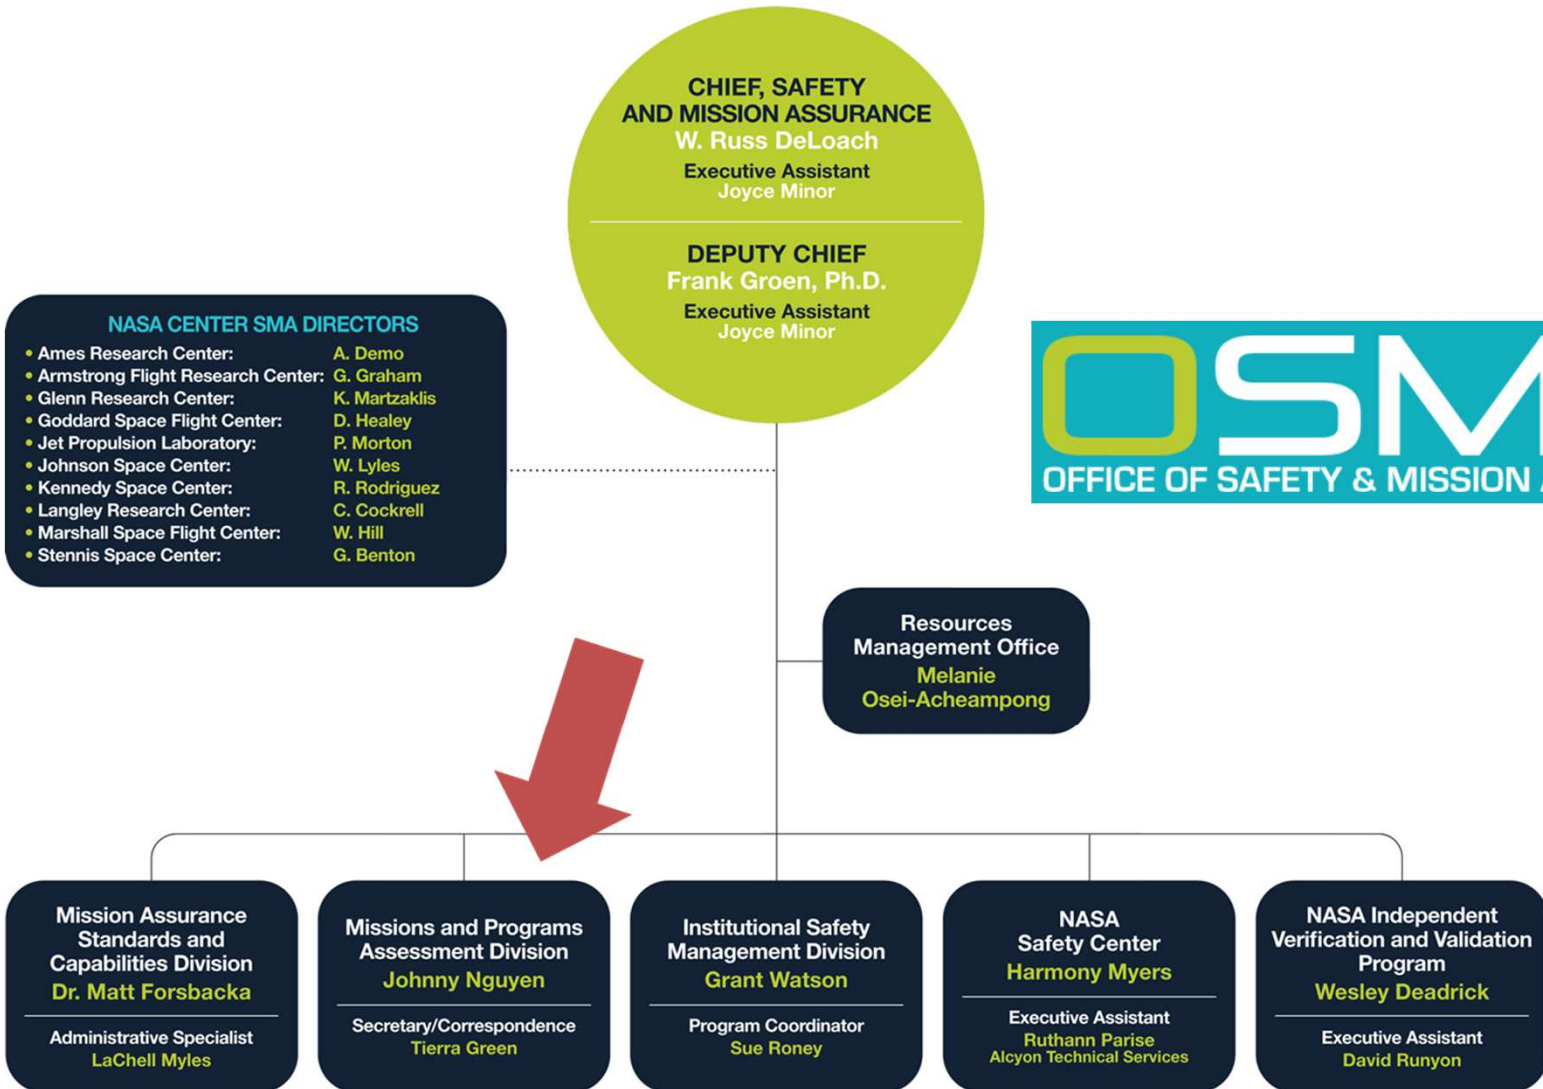 CHIEF, SAFETY
AND MISSION ASSURANCE
W. Russ DeLoach
Executive Assistant
Joyce Minor
DEPUTY CHIEF
Frank Groen, Ph.D.
Executive Assistant
Joyce Minor
NASA CENTER SMA DIRECTORS
• Ames Research Center: A. Demo
• Armstrong Flight Research Center: G. Graham
• Glenn Research Center: K. Martzaklis
• Goddard Space Flight Center: D. Healey
• Jet Propulsion Laboratory: P. Morton
• Johnson Space Center: W. Lyles
• Kennedy Space Center: R. Rodriguez
• Langley Research Center: C. Cockrell
• Marshall Space Flight Center: W. Hill
• Stennis Space Center: G. Benton
OSM
OFFICE OF SAFETY & MISSION
Resources
Management Office
Melanie
Osei-Acheampong
Mission Assurance
Standards and
Capabilities Division
Dr. Matt Forsbacka
Administrative Specialist
LaChell Myles
Missions and Programs
Assessment Division
Johnny Nguyen
Secretary/Correspondence
Tierra Green
Institutional Safety
Management Division
Grant Watson
Program Coordinator
Sue Roney
NASA
Safety Center
Harmony Myers
Executive Assistant
Ruthann Parise
Alcyon Technical Services
NASA Independent
Verification and Validation
Program
Wesley Deadrick
Executive Assistant
David Runyon